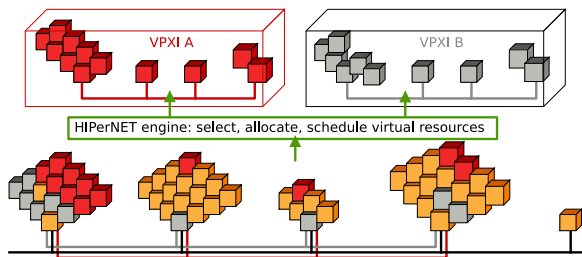 VPXI A
VPXI B
HIPerNET engine: select, allocate, schedule virtual resources